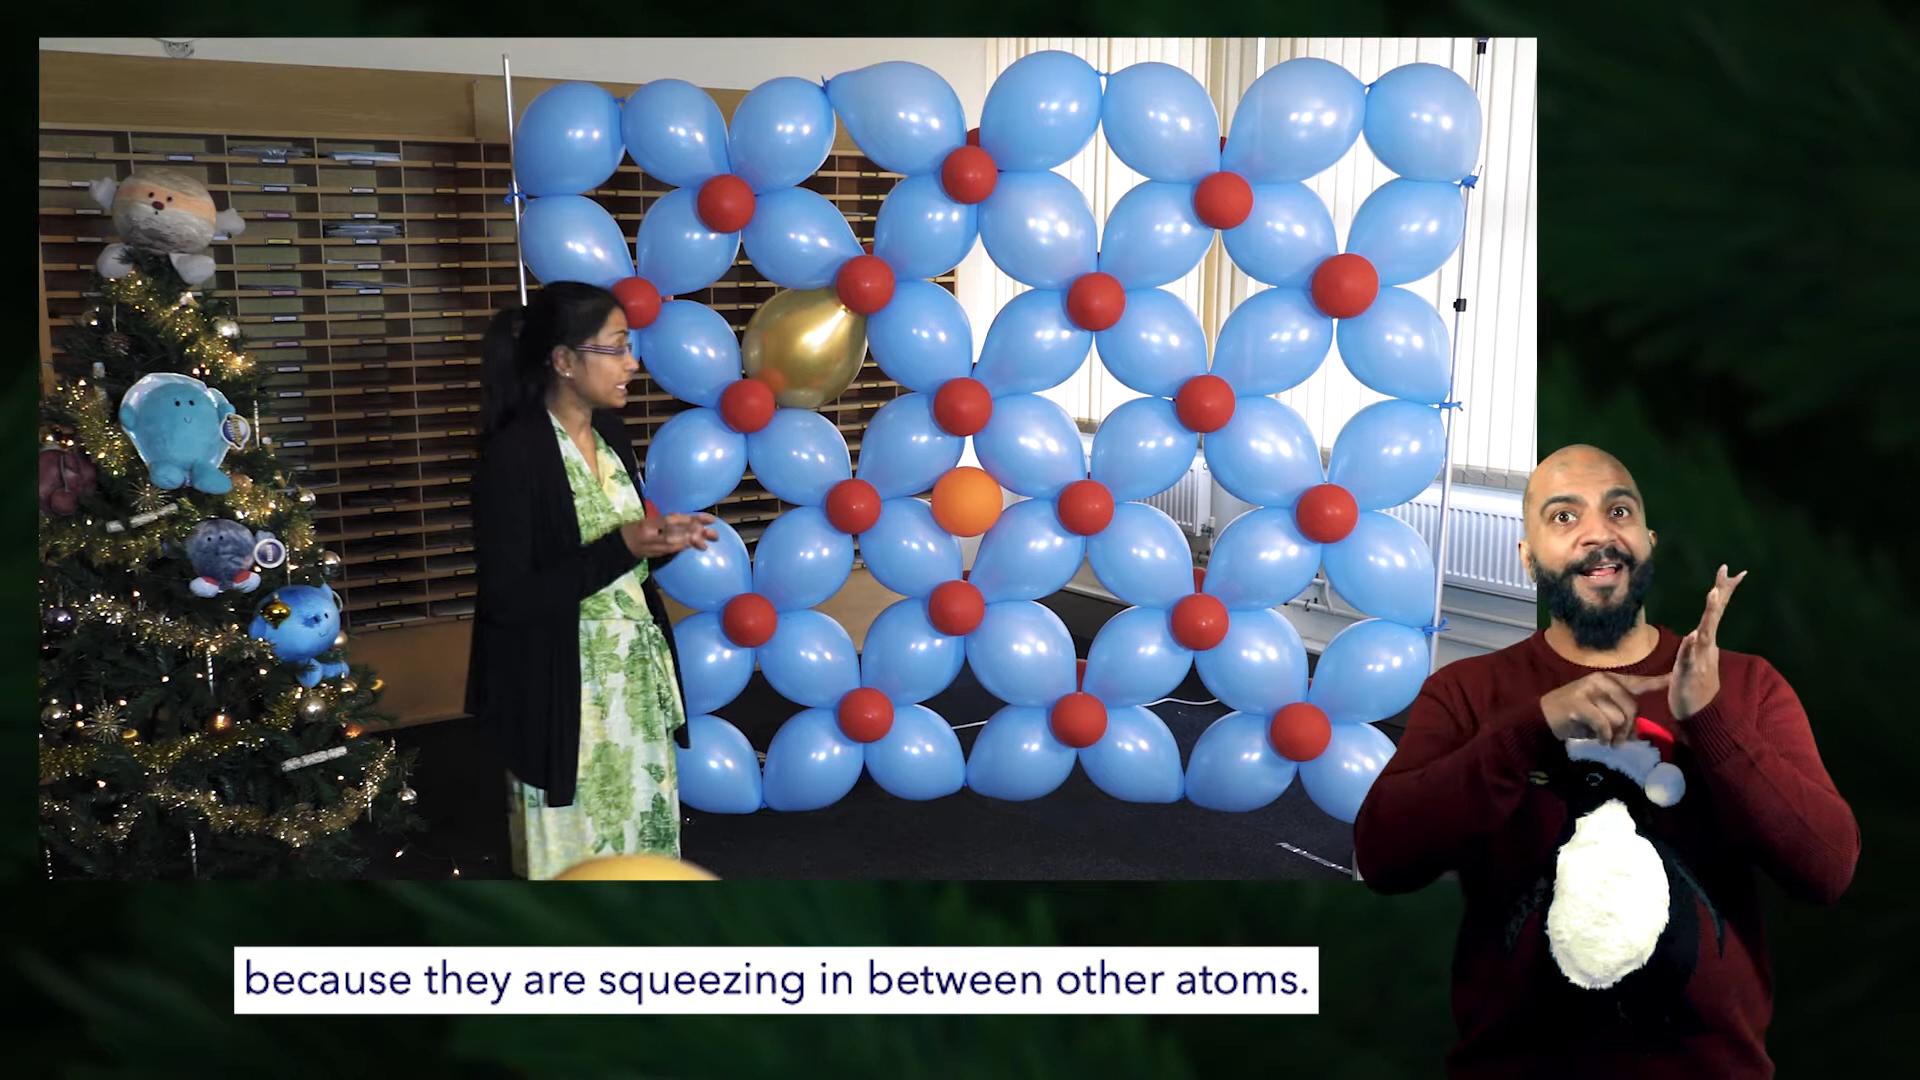 because they are squeezing in between other atoms.